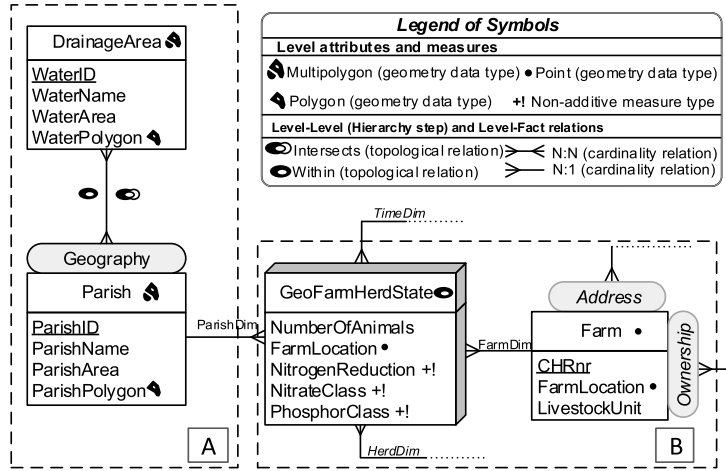 DrainageArea
WaterID
WaterName
WaterArea
WaterPolygon
Legend of Symbols
Level attributes and measures
Multipolygon (geometry data type) • Point (geometry data type)
Polygon (geometry data type) +! Non-additive measure type
Level-Level (Hierarchy step) and Level-Fact relations
Intersects (topological relation) N:N (cardinality relation)
Within (topological relation) N:1 (cardinality relation)
Geography
Parish
ParishID
ParishName
ParishArea
ParishPolygon
A
ParishDim
TimeDim
GeoFarmHerdState
NumberOfAnimals
FarmLocation •
NitrogenReduction +!
NitrateClass +!
PhosphorClass +!
HerdDim
FarmDim
Address
Farm •
CHRnr
FarmLocation •
LivestockUnit
Ownership
B